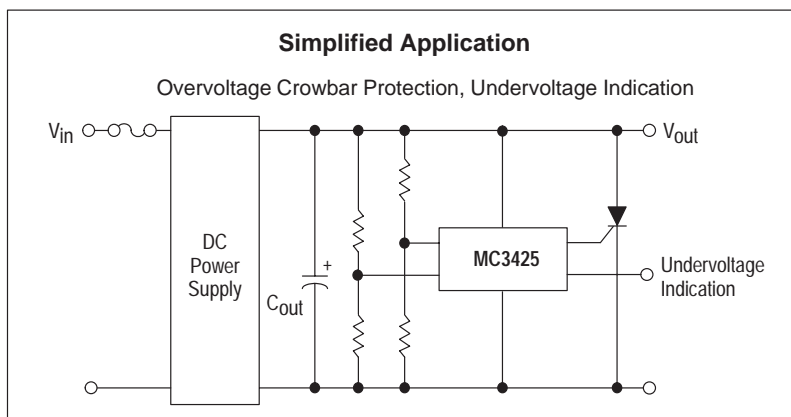 Simplified Application
Overvoltage Crowbar Protection, Undervoltage Indication
Vin
Vout
DC
Power
Supply
+
Cout
MC3425
Undervoltage
Indication